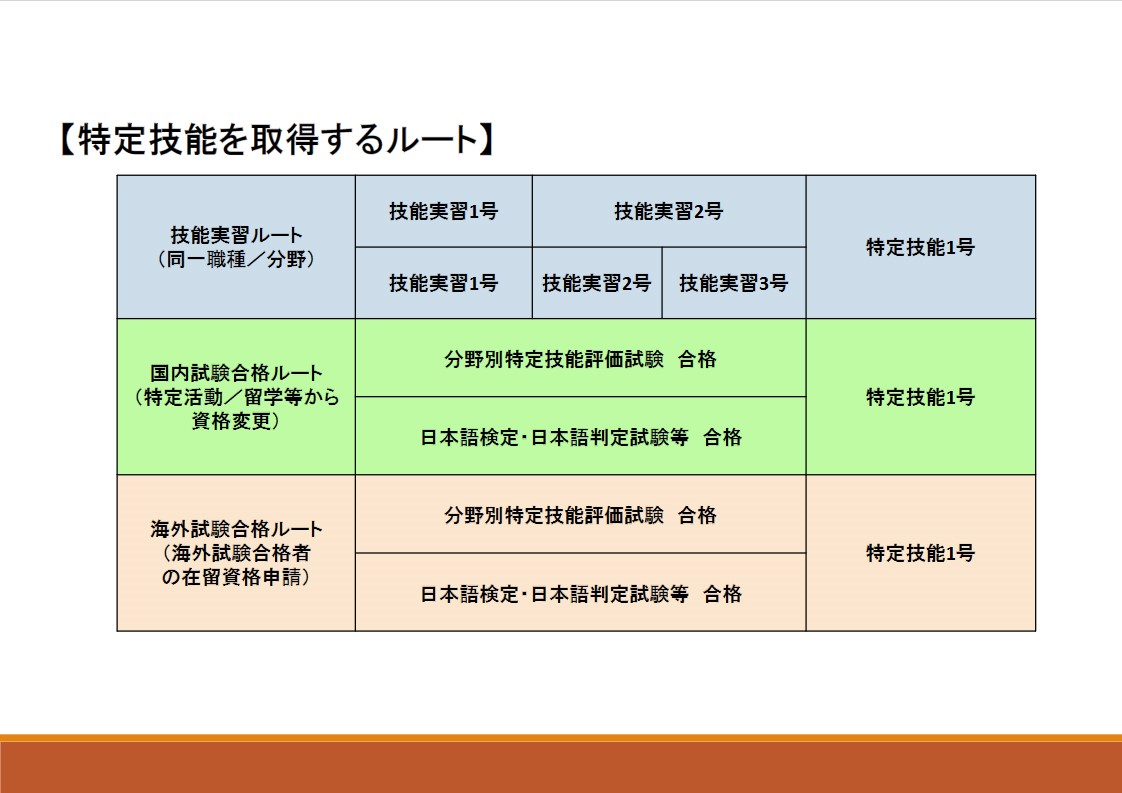 【特定技能を取得するルート】
技能実習ルート
（同一職種／分野）
技能実習1号
技能実習2号
技能実習1号
技能実習2号
技能実習3号
特定技能1号
国内試験合格ルート
（特定活動／留学等から
資格変更）
分野別特定技能評価試験　合格
日本語検定・日本語判定試験等　合格
特定技能1号
海外試験合格ルート
（海外試験合格者
の在留資格申請）
分野別特定技能評価試験　合格
日本語検定・日本語判定試験等　合格
特定技能1号